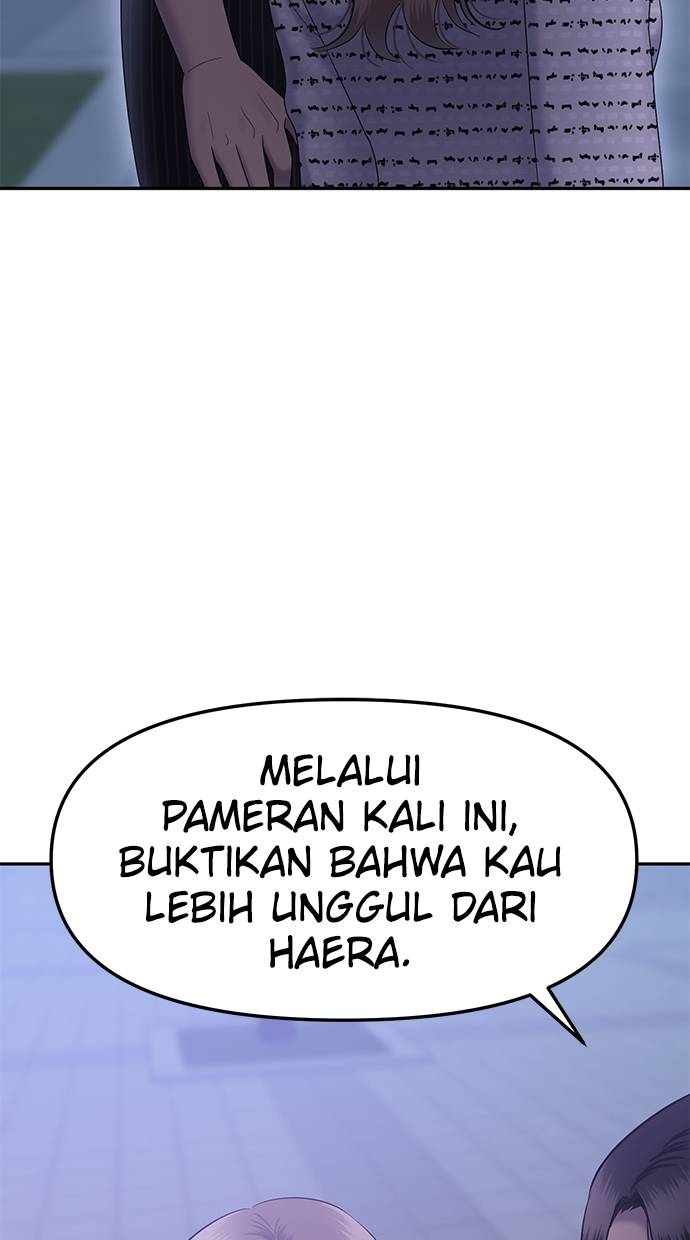 MELALUI
PAMERAN KALI INI,
BUKTIKAN BAHWA KAU
LEBIH UNGGUL DARI
HAERA.